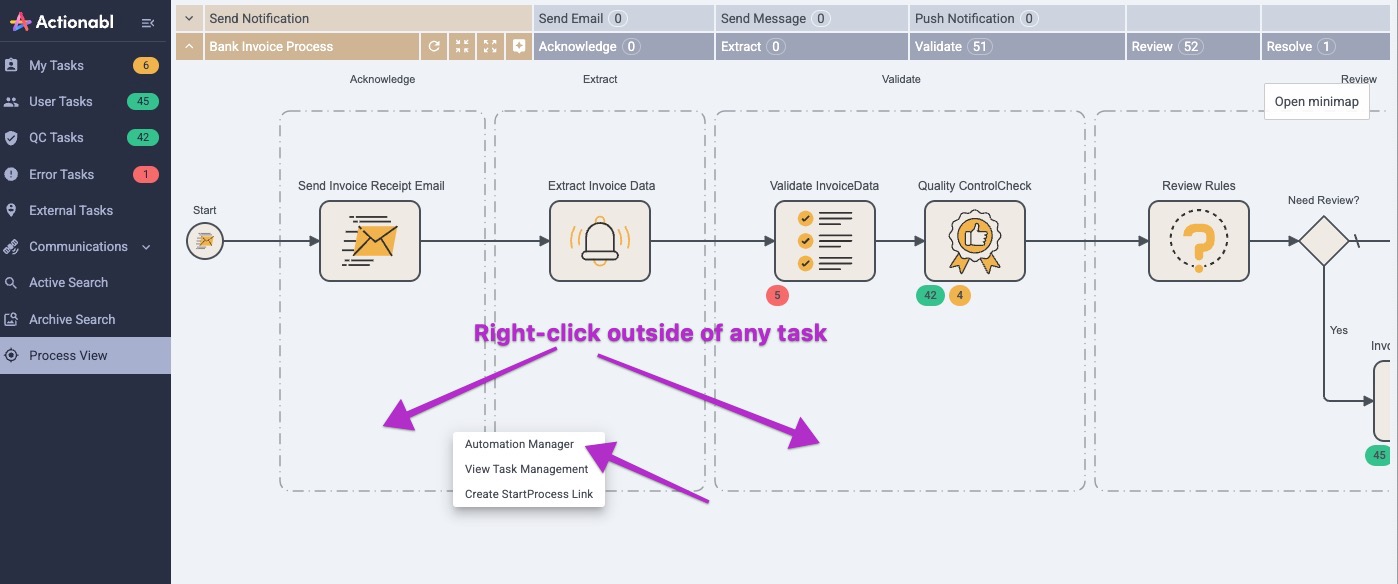 Actionabl
My Tasks 6
User Tasks 45
QC Tasks 42
Error Tasks 1
External Tasks
Communications
Active Search
Archive Search
Process View
Send Notification
Send Email 0
Send Message 0
Push Notification 0
Bank Invoice Process
Acknowledge 0
Extract 0
Validate 51
Review 52
Resolve 1
Acknowledge
Extract
Validate
Review
Open minimap
Start
Send Invoice Receipt Email
Extract Invoice Data
Validate InvoiceData
Quality ControlCheck
Review Rules
Need Review?
5
42
4
Yes
Invo
45
Right-click outside of any task
Automation Manager
View Task Management
Create StartProcess Link